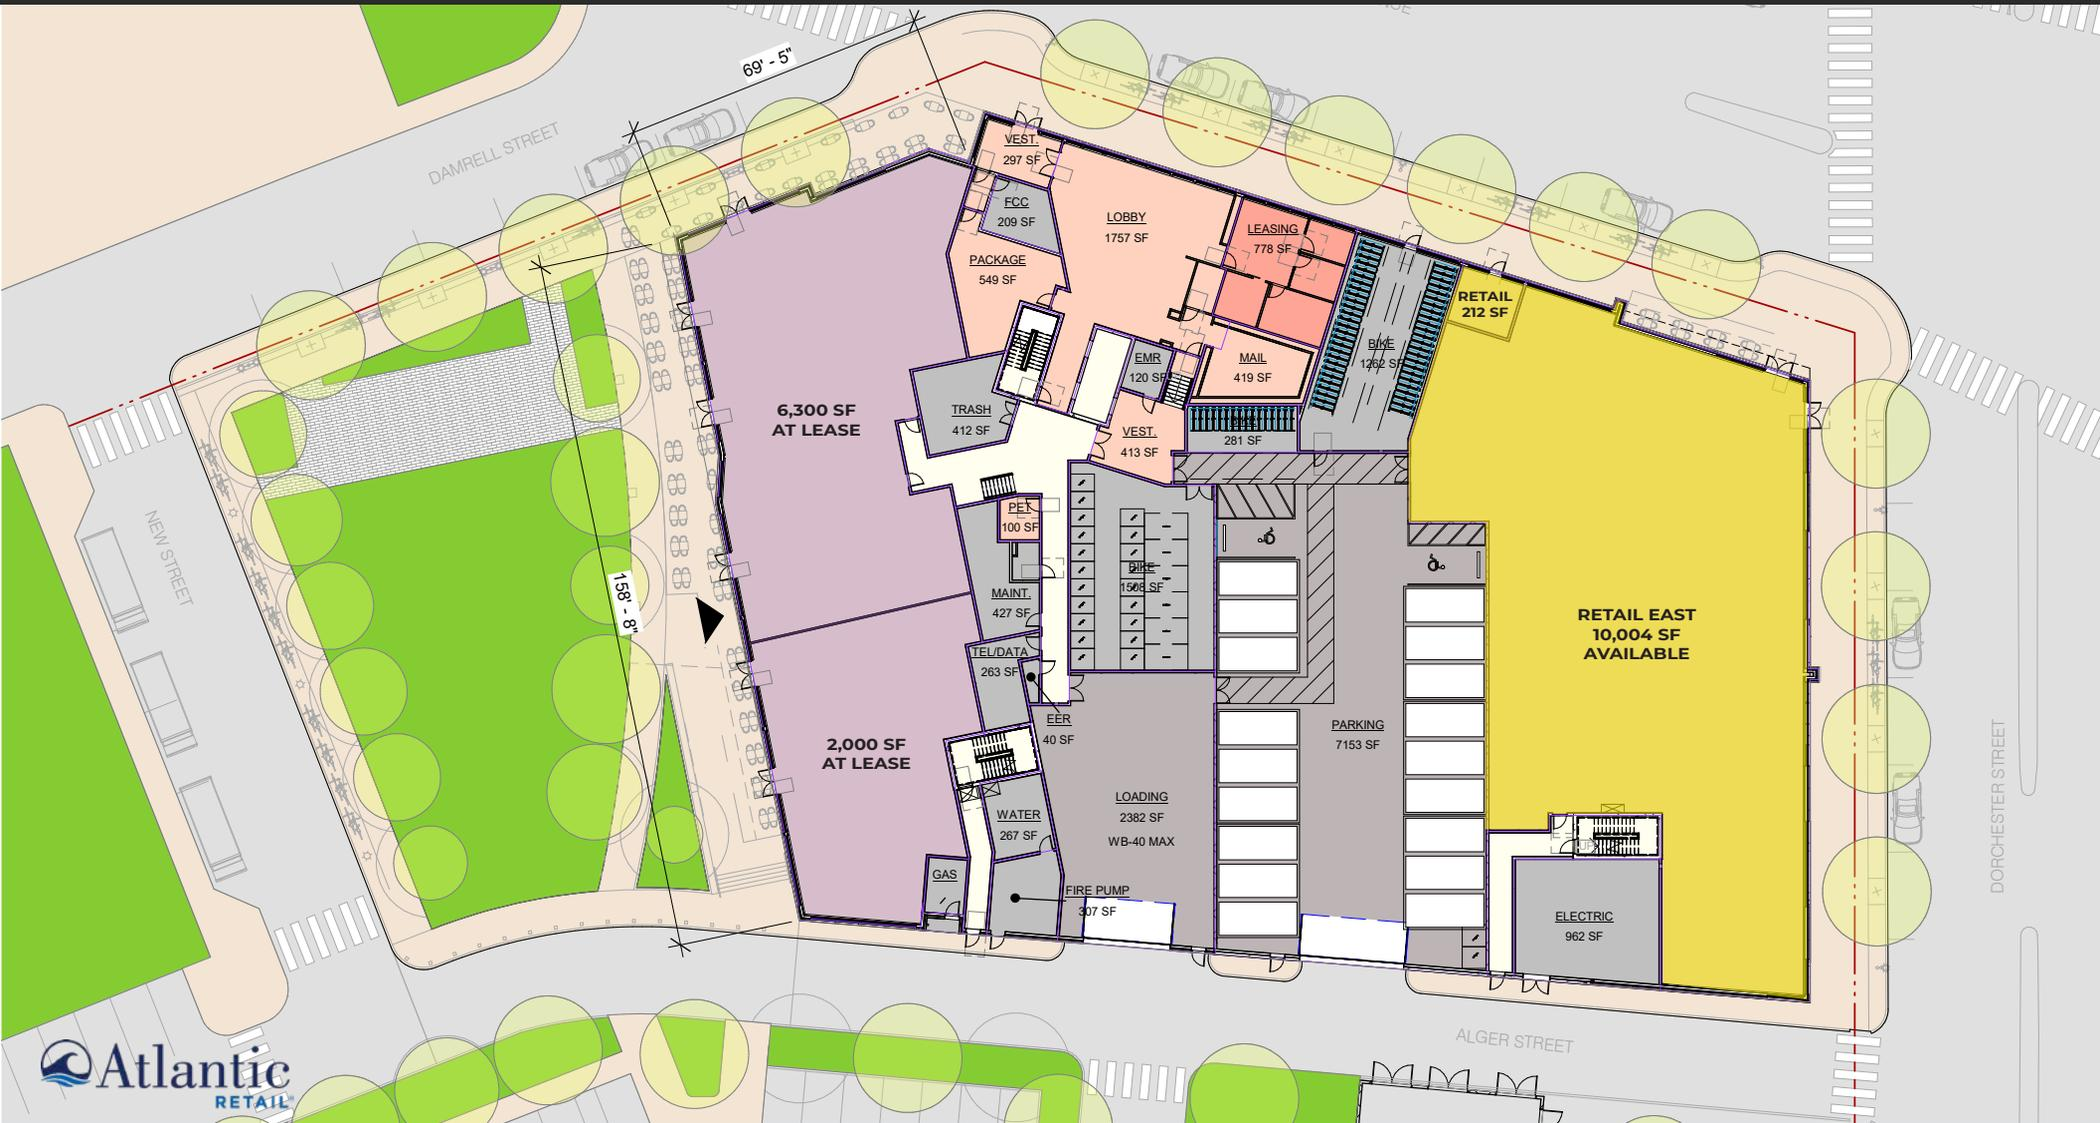 69' - 5"
DAMRELL STREET
VEST.
297 SF
FCC
209 SF
LOBBY
1757 SF
LEASING
778 SF
PACKAGE
549 SF
RETAIL
212 SF
BIKE
1262 SF
EMR
120 SF
MAIL
419 SF
6,300 SF
AT LEASE
TRASH
412 SF
VEST.
413 SF
281 SF
PET
100 SF
NEW STREET
158' - 8"
BIKE
1508 SF
MAINT.
427 SF
RETAIL EAST
10,004 SF
AVAILABLE
TEL/DATA
263 SF
EER
40 SF
PARKING
7153 SF
2,000 SF
AT LEASE
LOADING
2382 SF
WB-40 MAX
WATER
267 SF
DORCHESTER STREET
UP
GAS
FIRE PUMP
307 SF
ELECTRIC
962 SF
ALGER STREET
Atlantic
RETAIL